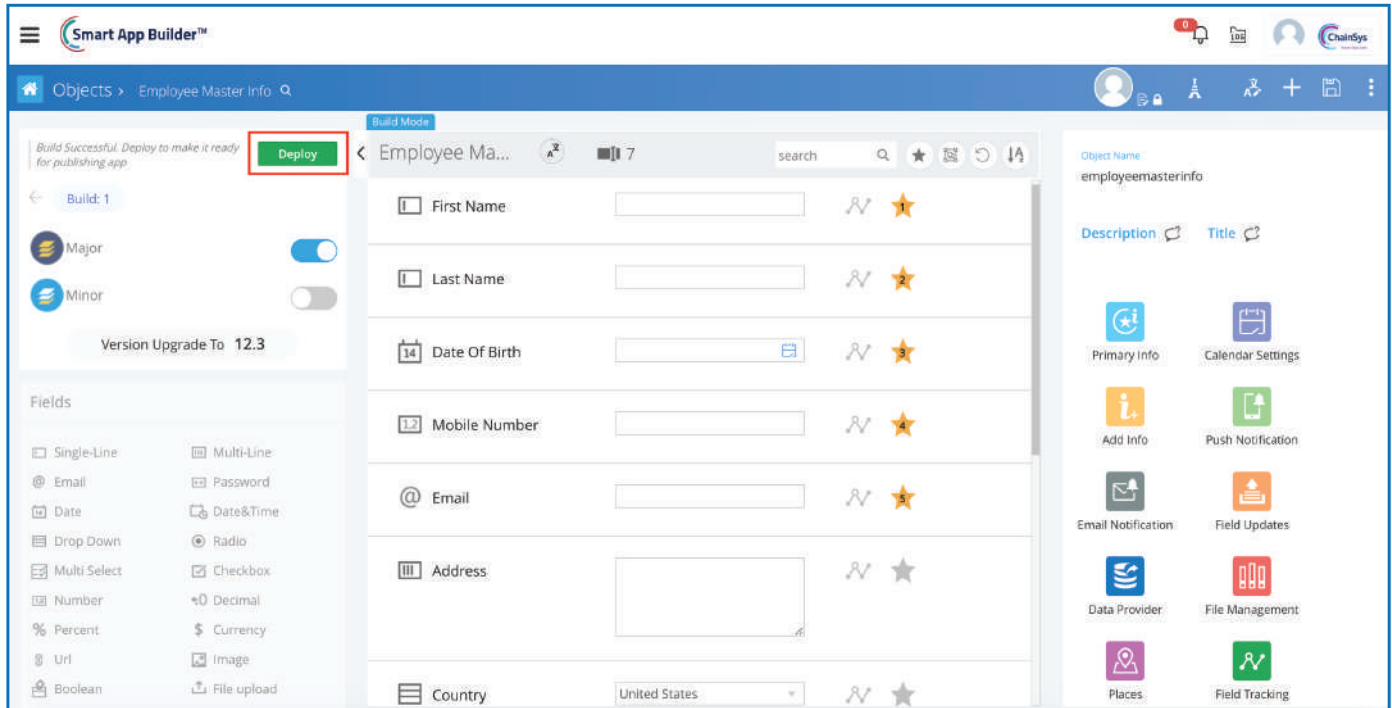 Smart App Builder™
0
LOG
ChainSys
Objects > Employee Master Info
Build Mode
Build Successful. Deploy to make it ready
for publishing app
Deploy
Build: 1
Major
Minor
Version Upgrade To 12.3
Fields
Single-Line
Multi-Line
Email
Password
Date
Date&Time
Drop Down
Radio
Multi Select
Checkbox
Number
Decimal
Percent
Currency
Url
Image
Boolean
File upload
Employee Ma...
7
search
First Name
1
Last Name
2
14
Date Of Birth
3
1.2
Mobile Number
4
@
Email
5
Address
Country
United States
Object Name
employeemasterinfo
Description
Title
Primary Info
Calendar Settings
Add Info
Push Notification
Email Notification
Field Updates
Data Provider
File Management
Places
Field Tracking